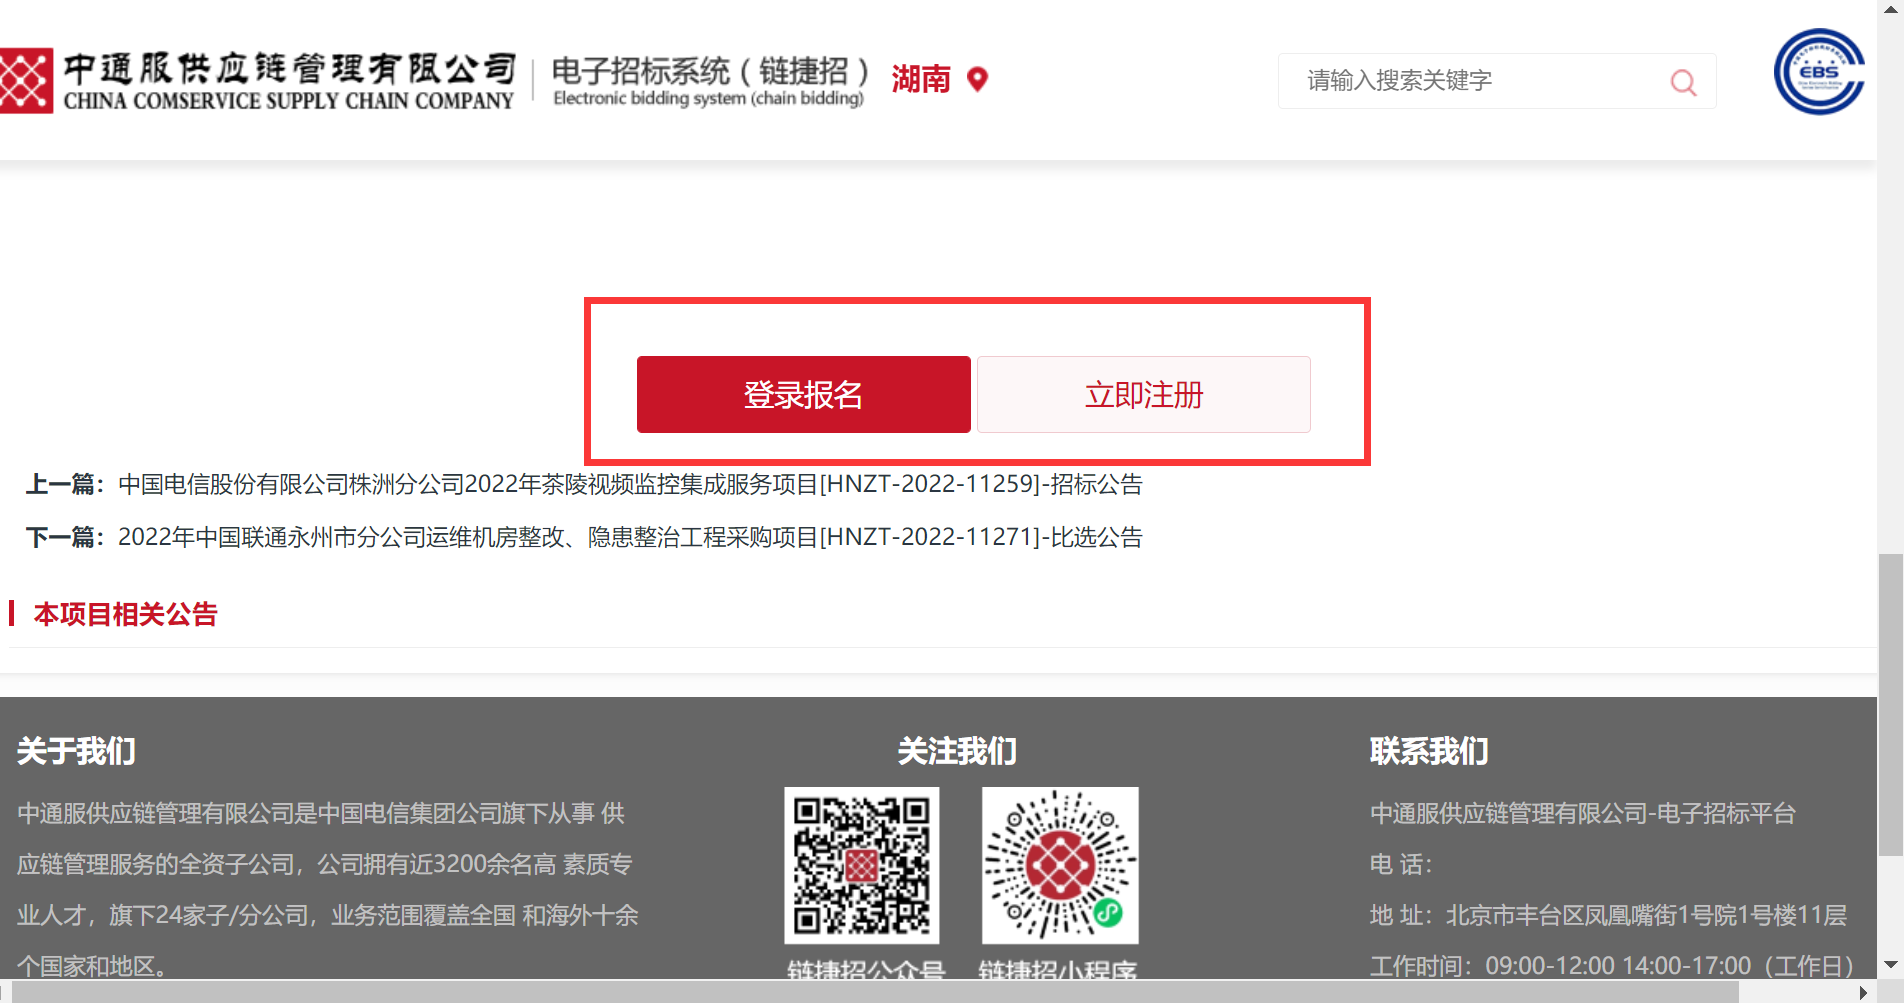 中通服供应链管理有限公司
CHINA COMSERVICE SUPPLY CHAIN COMPANY
电子招标系统（链捷招）
Electronic bidding system (chain bidding)
湖南
请输入搜索关键字
EBS
登录报名
立即注册
上一篇：中国电信股份有限公司株洲分公司2022年茶陵视频监控集成服务项目[HNZT-2022-11259]-招标公告
下一篇：2022年中国联通永州市分公司运维机房整改、隐患整治工程采购项目[HNZT-2022-11271]-比选公告
本项目相关公告
关于我们
中通服供应链管理有限公司是中国电信集团公司旗下从事 供
应链管理服务的全资子公司，公司拥有近3200余名高 素质专
业人才，旗下24家子/分公司，业务范围覆盖全国 和海外十余
个国家和地区。
关注我们
链捷招公众号
链捷招小程序
联系我们
中通服供应链管理有限公司-电子招标平台
电 话：
地 址：北京市丰台区凤凰嘴街1号院1号楼11层
工作时间：09:00-12:00 14:00-17:00（工作日）